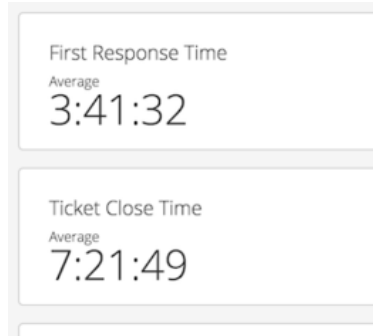 First Response Time
Average
3:41:32
Ticket Close Time
Average
7:21:49